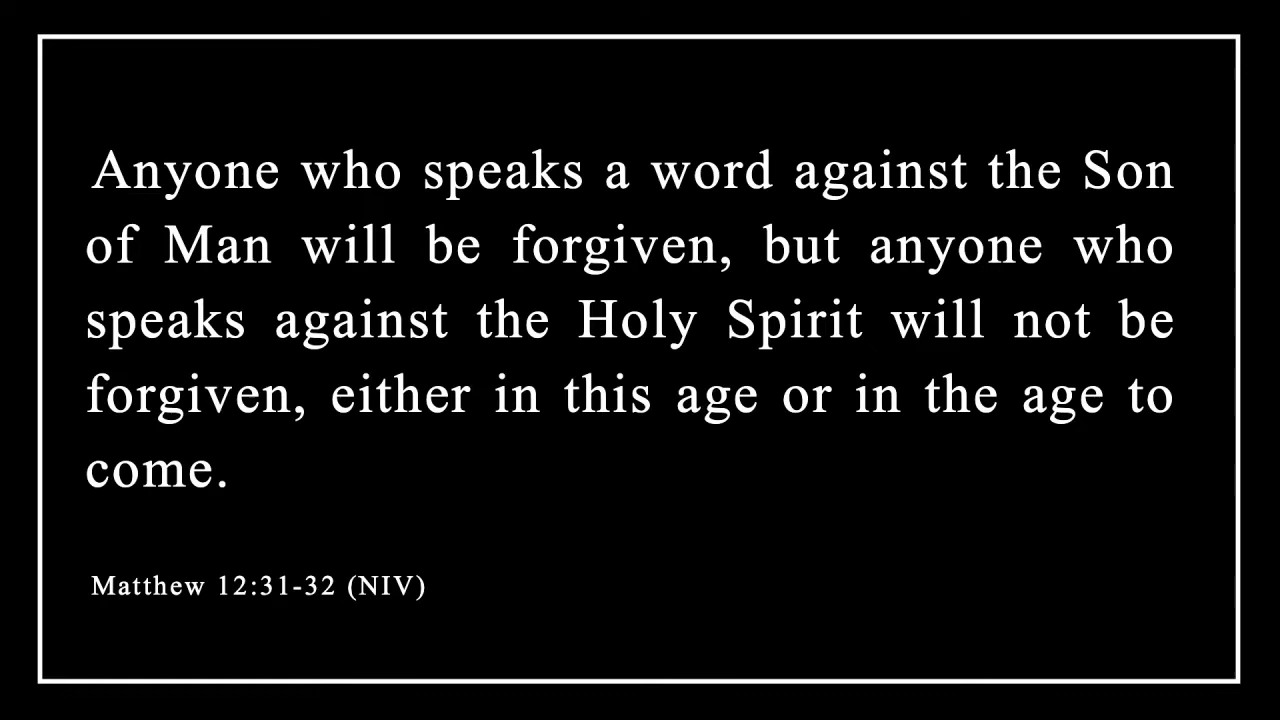 Anyone who speaks a word against the Son
of Man will be forgiven, but anyone who
speaks against the Holy Spirit will not be
forgiven, either in this age or in the age to
come.
Matthew 12:31-32 (NIV)